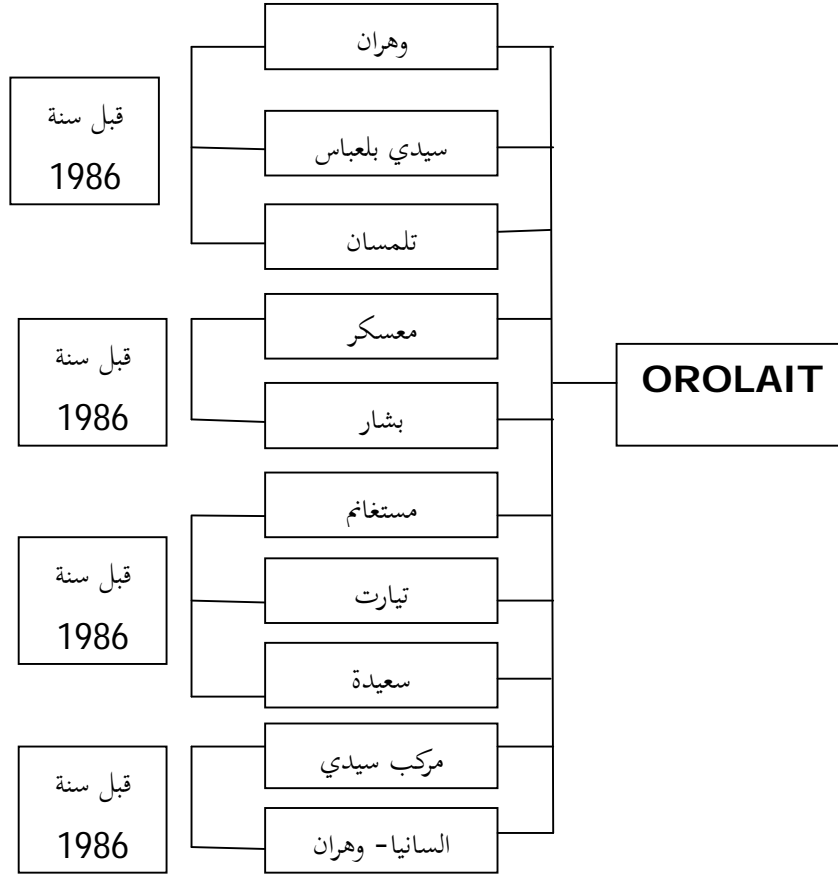 OROLAIT
وهران
سيدي بلعباس
تلمسان
قبل سنة
1986
معسكر
بشار
قبل سنة
1986
مستغانم
تيارت
سعيدة
قبل سنة
1986
مركب سيدي
السانيا- وهران
قبل سنة
1986